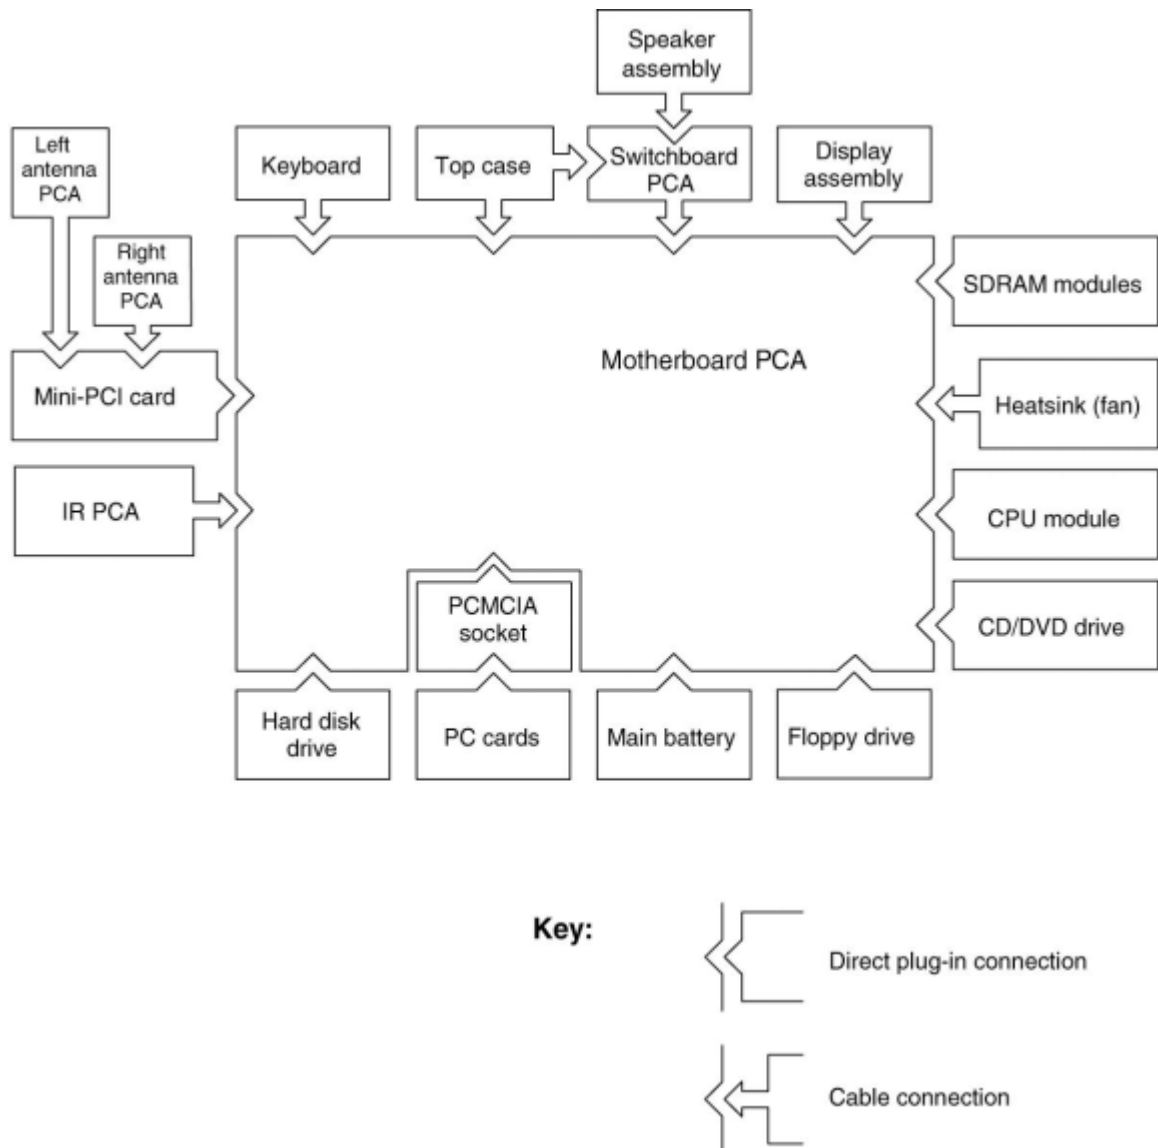 Speaker
assembly
Left
antenna
PCA
Keyboard
Top case
Switchboard
PCA
Display
assembly
Right
antenna
PCA
SDRAM modules
Motherboard PCA
Mini-PCI card
Heatsink (fan)
IR PCA
CPU module
PCMCIA
socket
CD/DVD drive
Hard disk
drive
PC cards
Main battery
Floppy drive
Key:
Direct plug-in connection
Cable connection